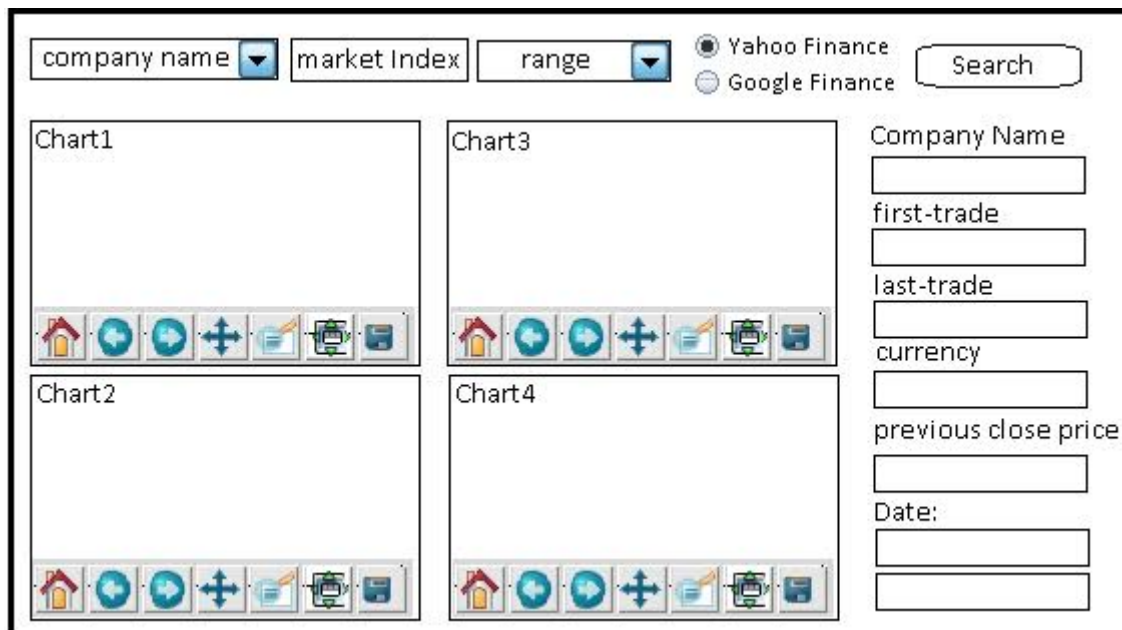 company name
market Index
range
Yahoo Finance
Google Finance
Search
Chart1
Chart3
Chart2
Chart4
Company Name
first-trade
last-trade
currency
previous close price
Date: